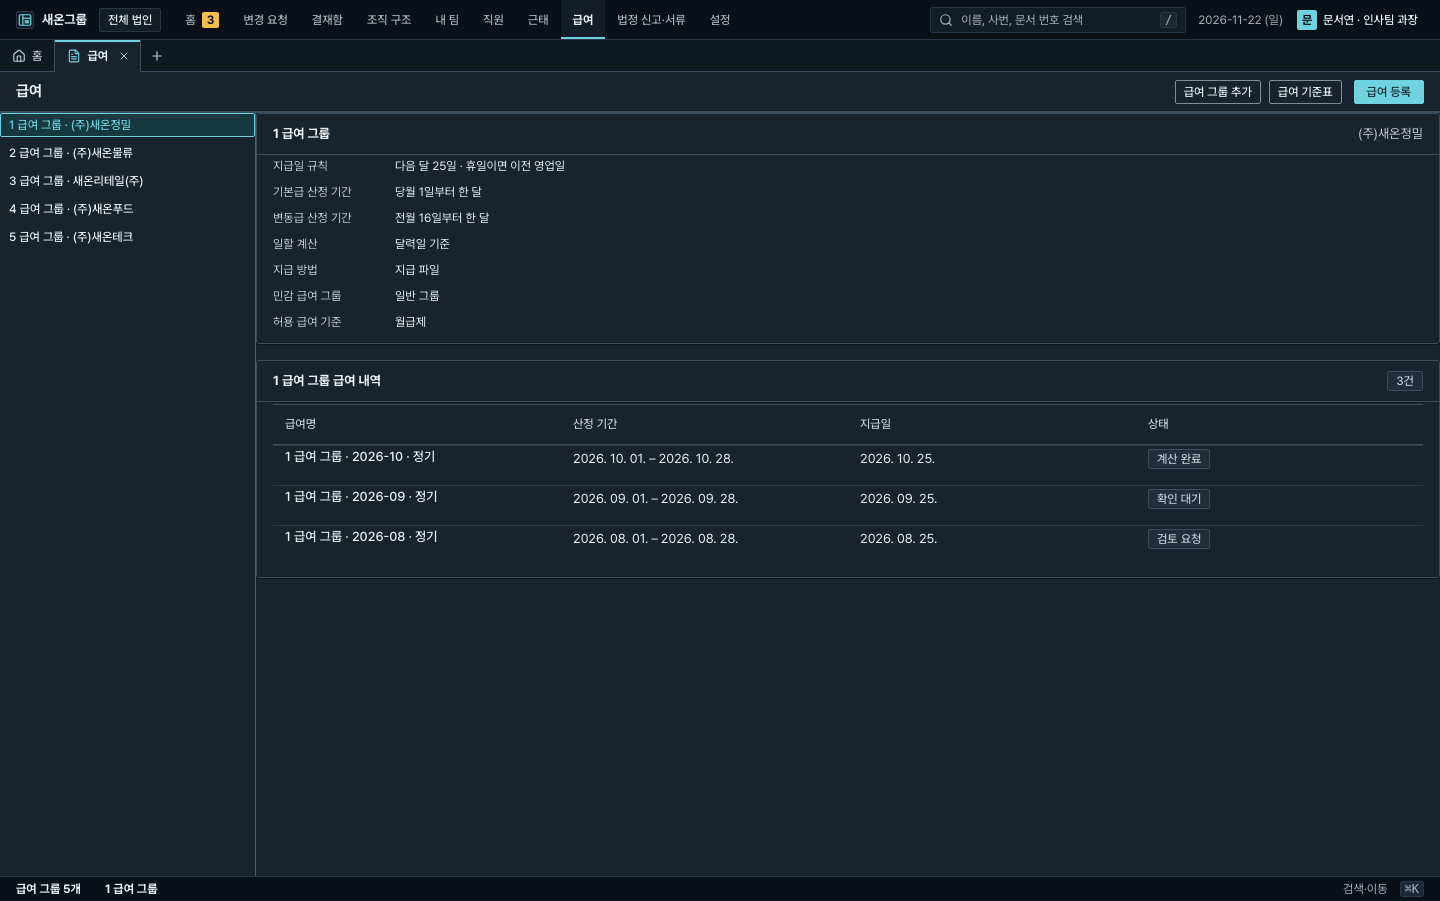 새온그룹 전체 법인 홈 3 변경 요청 결재함 조직 구조 내 팀 직원 근태 급여 법정 신고·서류 설정 이름, 사번, 문서 번호 검색 / 2026-11-22 (일) 문 문서연 · 인사팀 과장
홈 급여
급여 급여 그룹 추가 급여 기준표 급여 등록
1 급여 그룹 · (주)새온정밀
2 급여 그룹 · (주)새온물류
3 급여 그룹 · 새온리테일(주)
4 급여 그룹 · (주)새온푸드
5 급여 그룹 · (주)새온테크
1 급여 그룹 (주)새온정밀
지급일 규칙 다음 달 25일 · 휴일이면 이전 영업일
기본급 산정 기간 당월 1일부터 한 달
변동급 산정 기간 전월 16일부터 한 달
일할 계산 달력일 기준
지급 방법 지급 파일
민감 급여 그룹 일반 그룹
허용 급여 기준 월급제
1 급여 그룹 급여 내역 3건
급여명 산정 기간 지급일 상태
1 급여 그룹 · 2026-10 · 정기 2026. 10. 01. – 2026. 10. 28. 2026. 10. 25. 계산 완료
1 급여 그룹 · 2026-09 · 정기 2026. 09. 01. – 2026. 09. 28. 2026. 09. 25. 확인 대기
1 급여 그룹 · 2026-08 · 정기 2026. 08. 01. – 2026. 08. 28. 2026. 08. 25. 검토 요청
급여 그룹 5개 1 급여 그룹 검색·이동 ⌘K